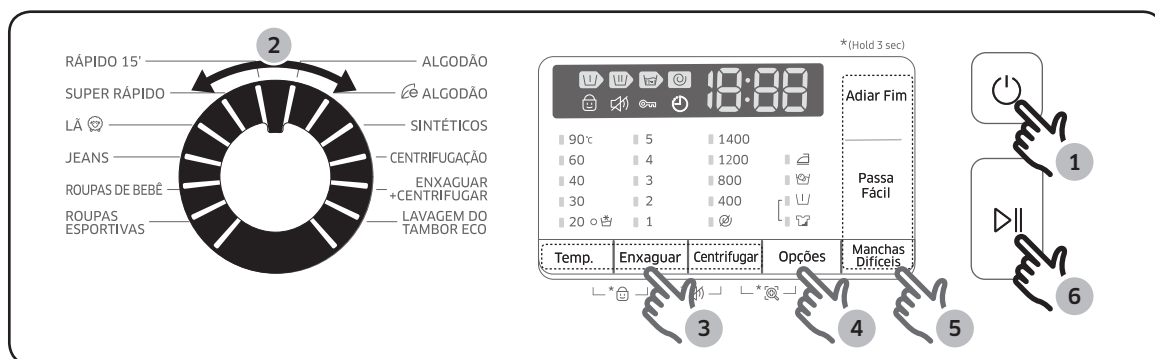 2
RÁPIDO 15'
SUPER RÁPIDO
LÃ
JEANS
ROUPAS DE BEBÊ
ROUPAS
ESPORTIVAS
ALGODÃO
e ALGODÃO
SINTÉTICOS
CENTRIFUGAÇÃO
ENXAGUAR
+CENTRIFUGAR
LAVAGEM DO
TAMBOR ECO
*(Hold 3 sec)
18:88
Adiar Fim
Passa
Fácil
90℃ 5 1400
60 4 1200
40 3 800
30 2 400
20 1
Temp. Enxaguar Centrifugar Opções Manchas
Difíceis
* *
3
4
5
1
6